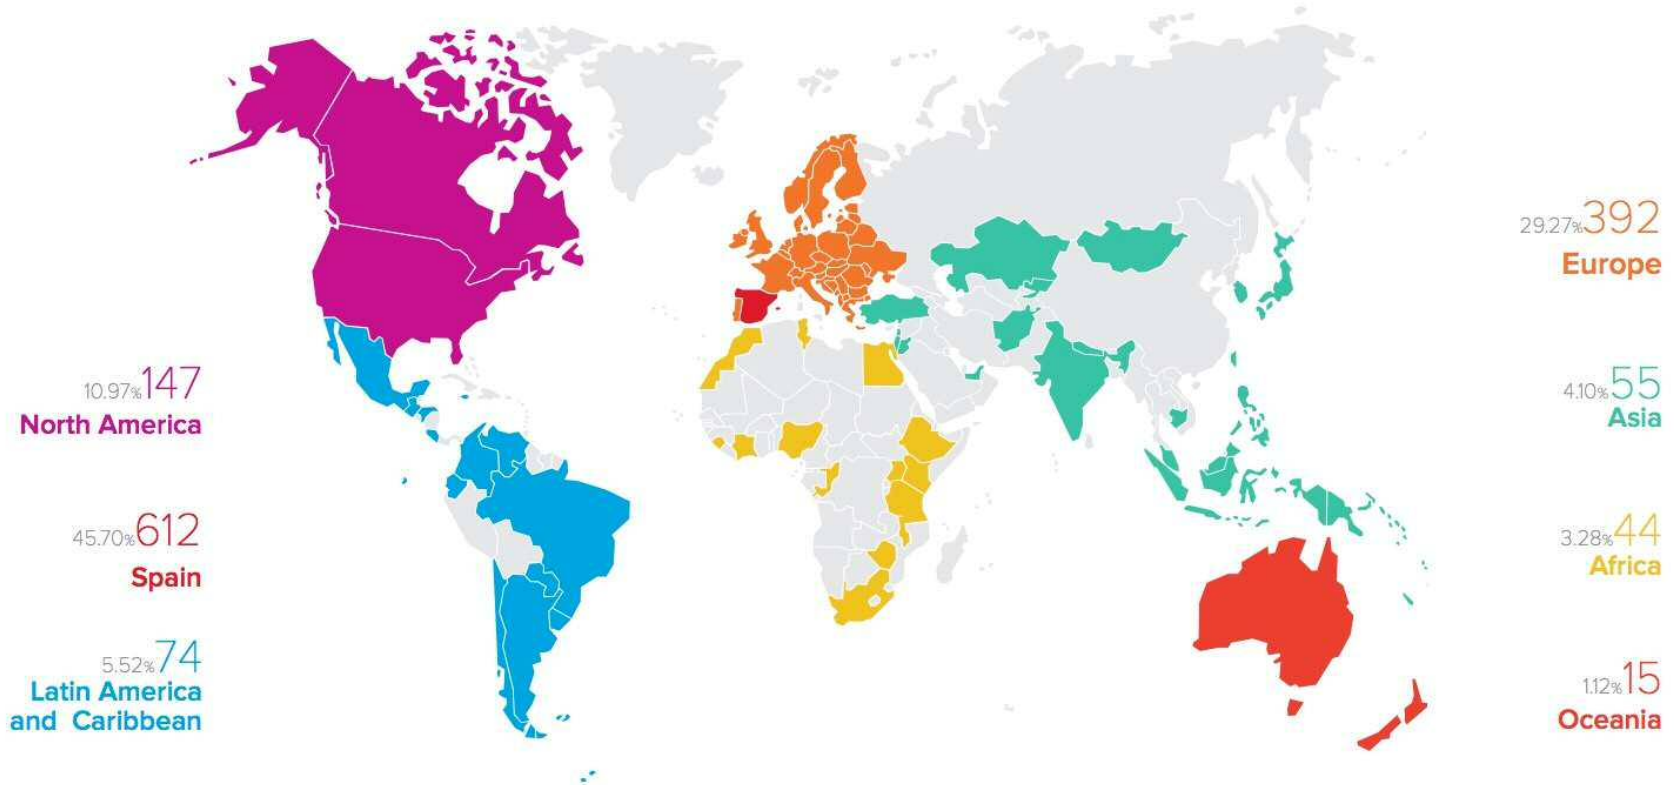 10.97%147
North America
45.70%612
Spain
5.52%74
Latin America
and Caribbean
29.27%392
Europe
4.10%55
Asia
3.28%44
Africa
1.12%15
Oceania